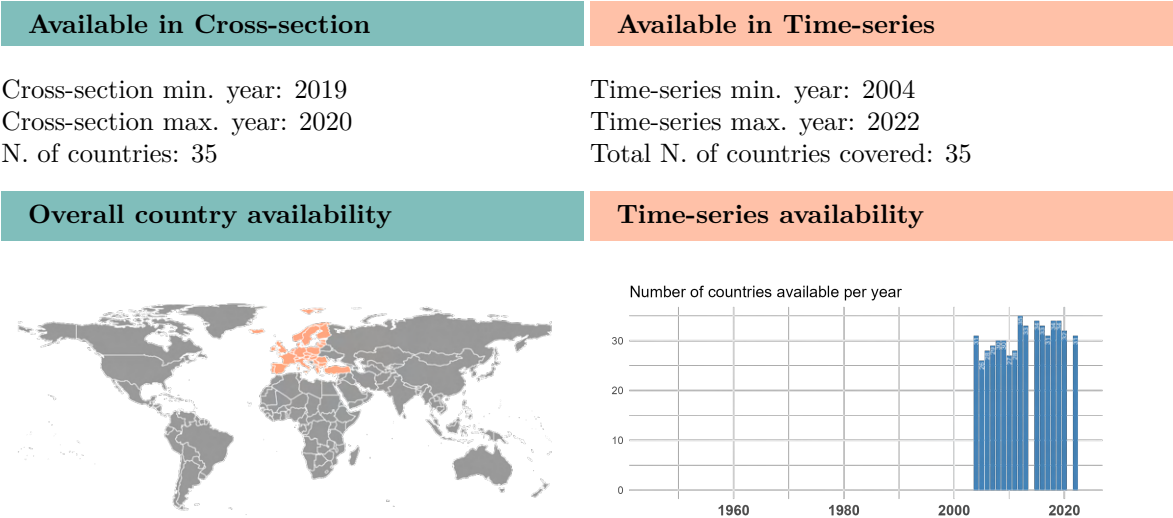 Available in Cross-section
Cross-section min. year: 2019
Cross-section max. year: 2020
N. of countries: 35
Available in Time-series
Time-series min. year: 2004
Time-series max. year: 2022
Total N. of countries covered: 35
Overall country availability
Time-series availability
Number of countries available per year
30
20
10
0
1960 1980 2000 2020